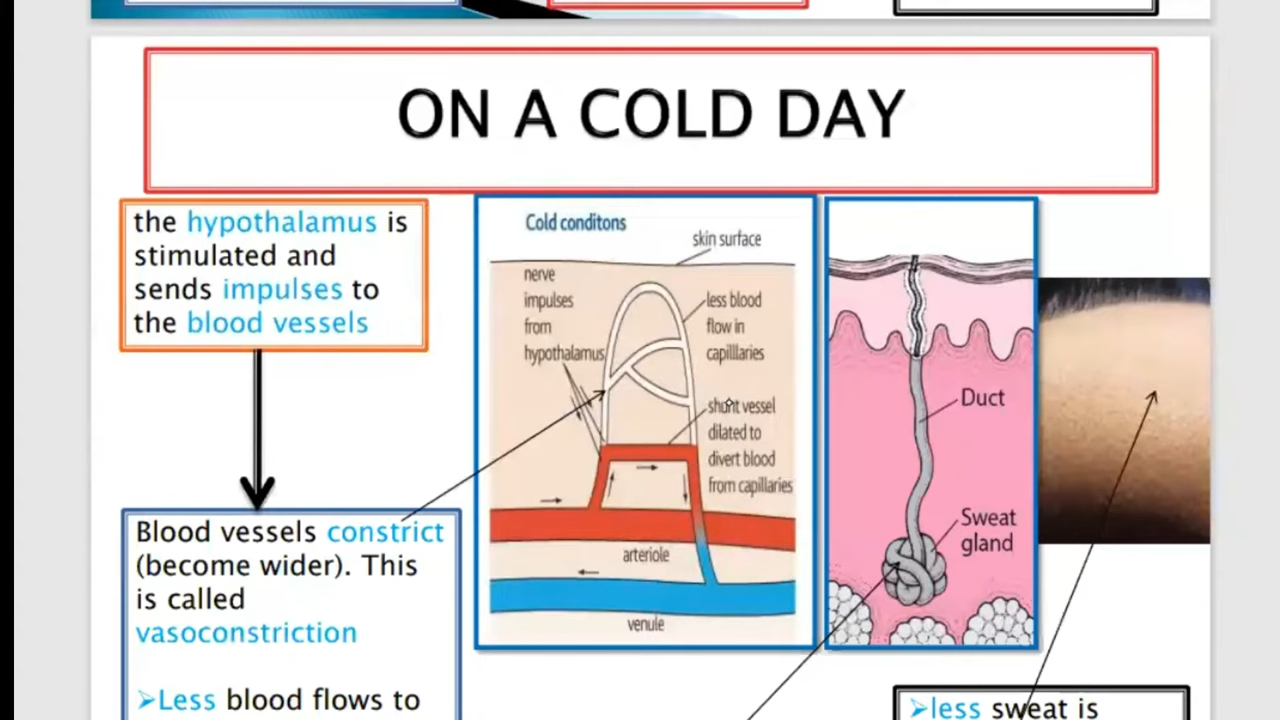 ON A COLD DAY
the hypothalamus is
stimulated and
sends impulses to
the blood vessels
Blood vessels constrict
(become wider). This
is called
vasoconstriction
➢Less blood flows to
Cold conditons
skin surface
nerve
impulses
from
hypothalamus
less blood
flow in
capilllaries
shunt vessel
dilated to
divert blood
from capillaries
arteriole
venule
Duct
Sweat
gland
➢less sweat is